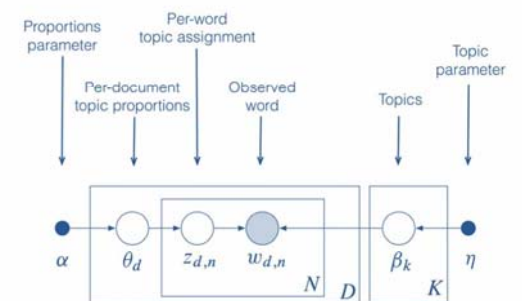 Proportions
parameter
Per-word
topic assignment
Per-document
topic proportions
Observed
word
Topics
Topic
parameter
α
θd
zd,n
wd,n
N
D
βk
K
η